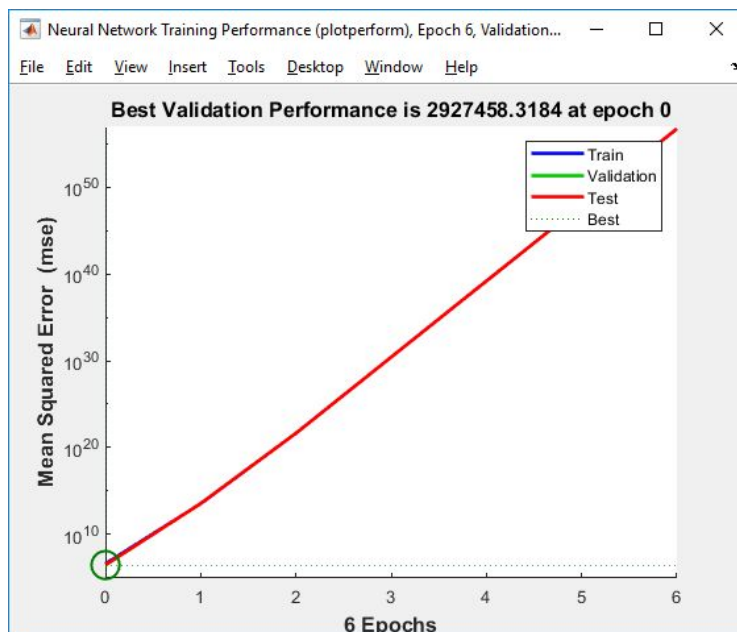 Neural Network Training Performance (plotperform), Epoch 6, Validation...
File Edit View Insert Tools Desktop Window Help
Best Validation Performance is 2927458.3184 at epoch 0
Mean Squared Error (mse)
10^50
10^40
10^30
10^20
10^10
Train
Validation
Test
Best
0 1 2 3 4 5 6
6 Epochs